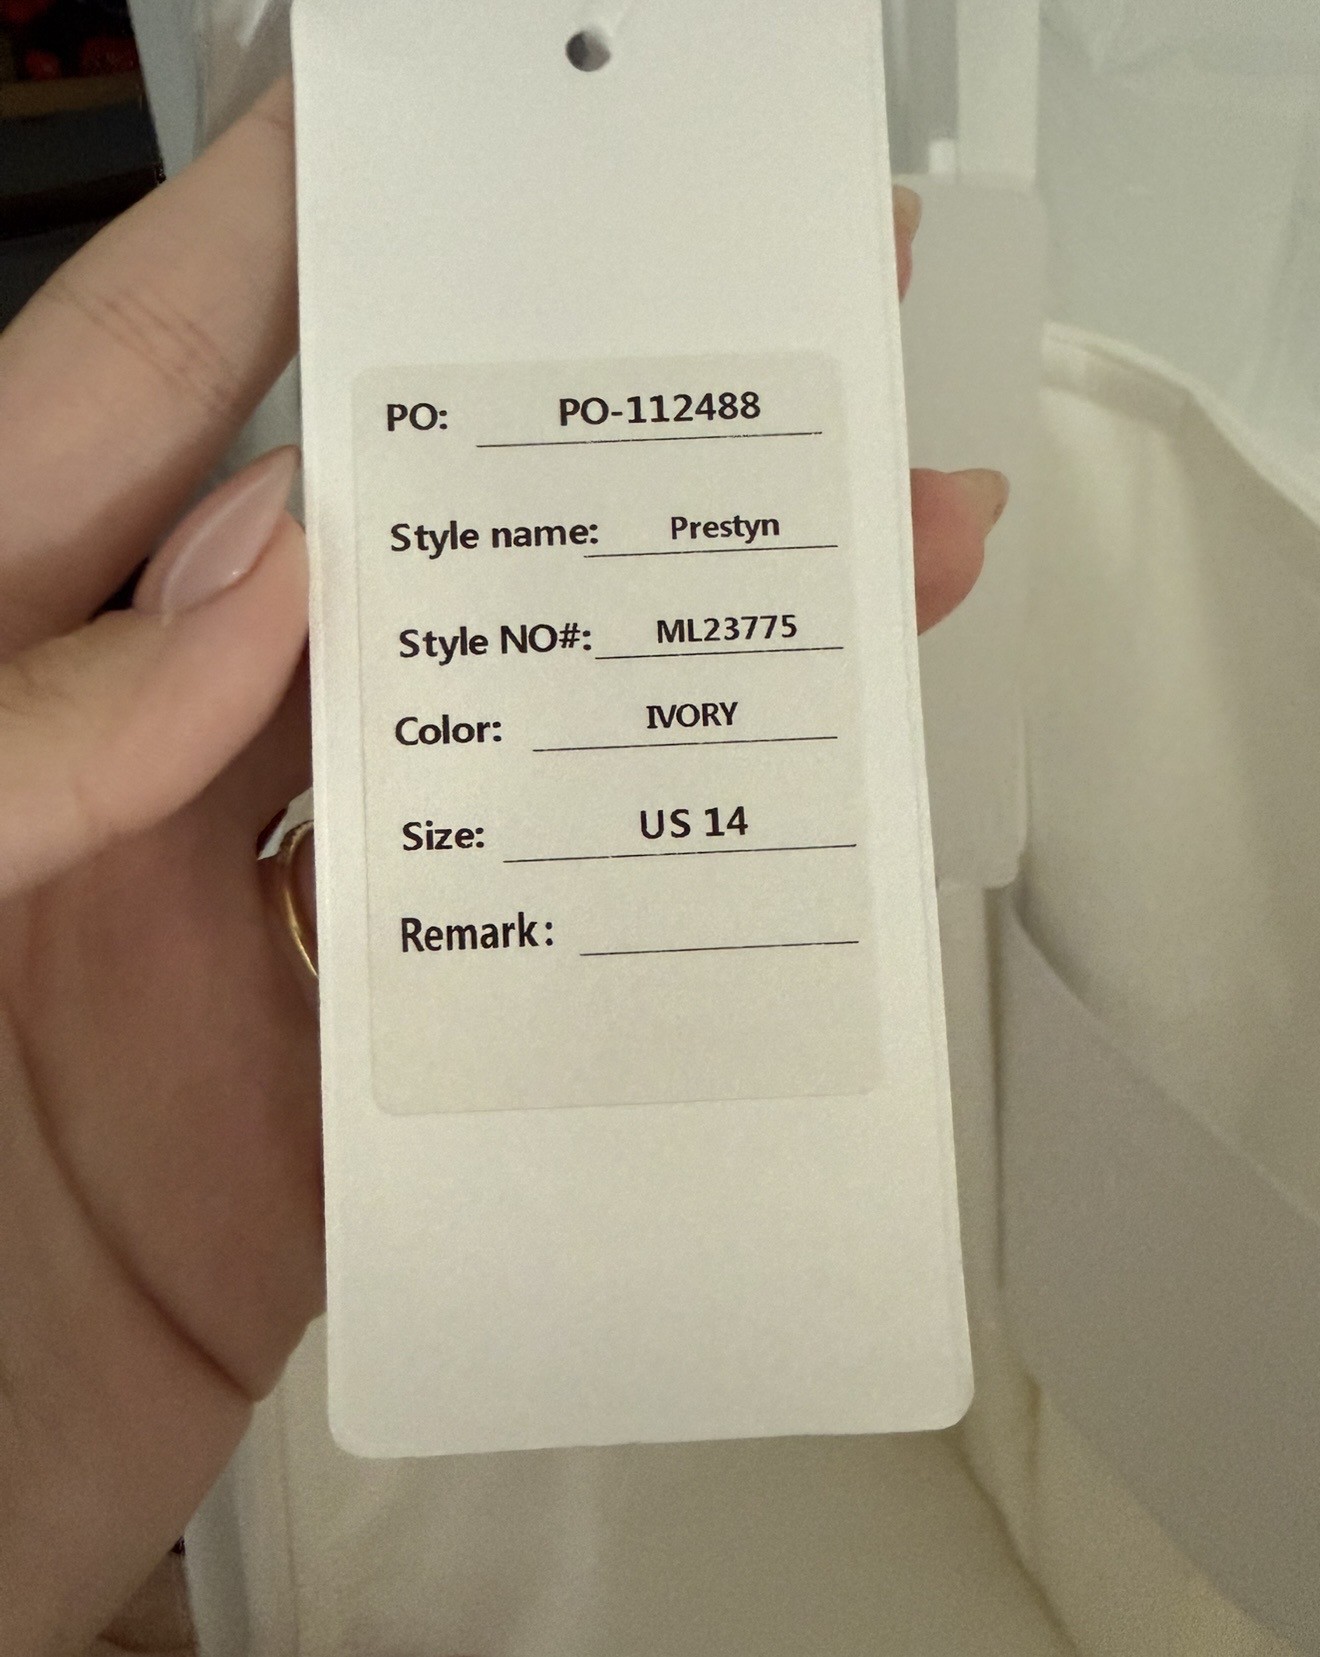 PO: PO-112488
Style name: Prestyn
Style NO#: ML23775
Color: IVORY
Size: US 14
Remark: